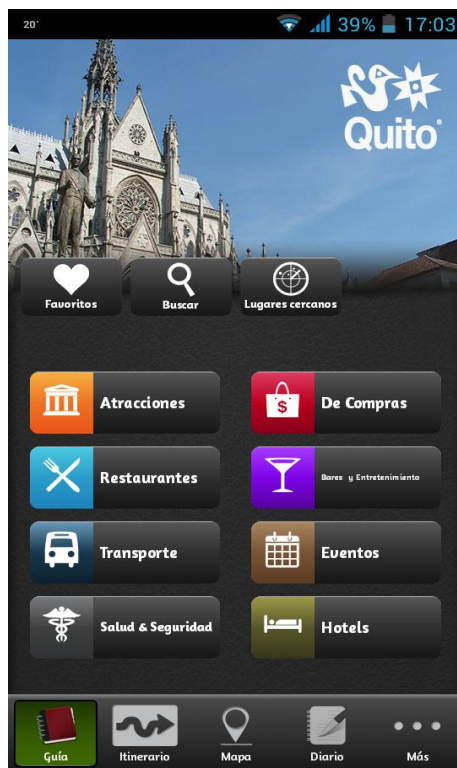 20°
39% 17:03
Quito
Favoritos
Buscar
Lugares cercanos
Atracciones
De Compras
$
Restaurantes
Bares y Entretenimiento
Transporte
Eventos
Salud & Seguridad
Hotels
Guía
Itinerario
Mapa
Diario
Más